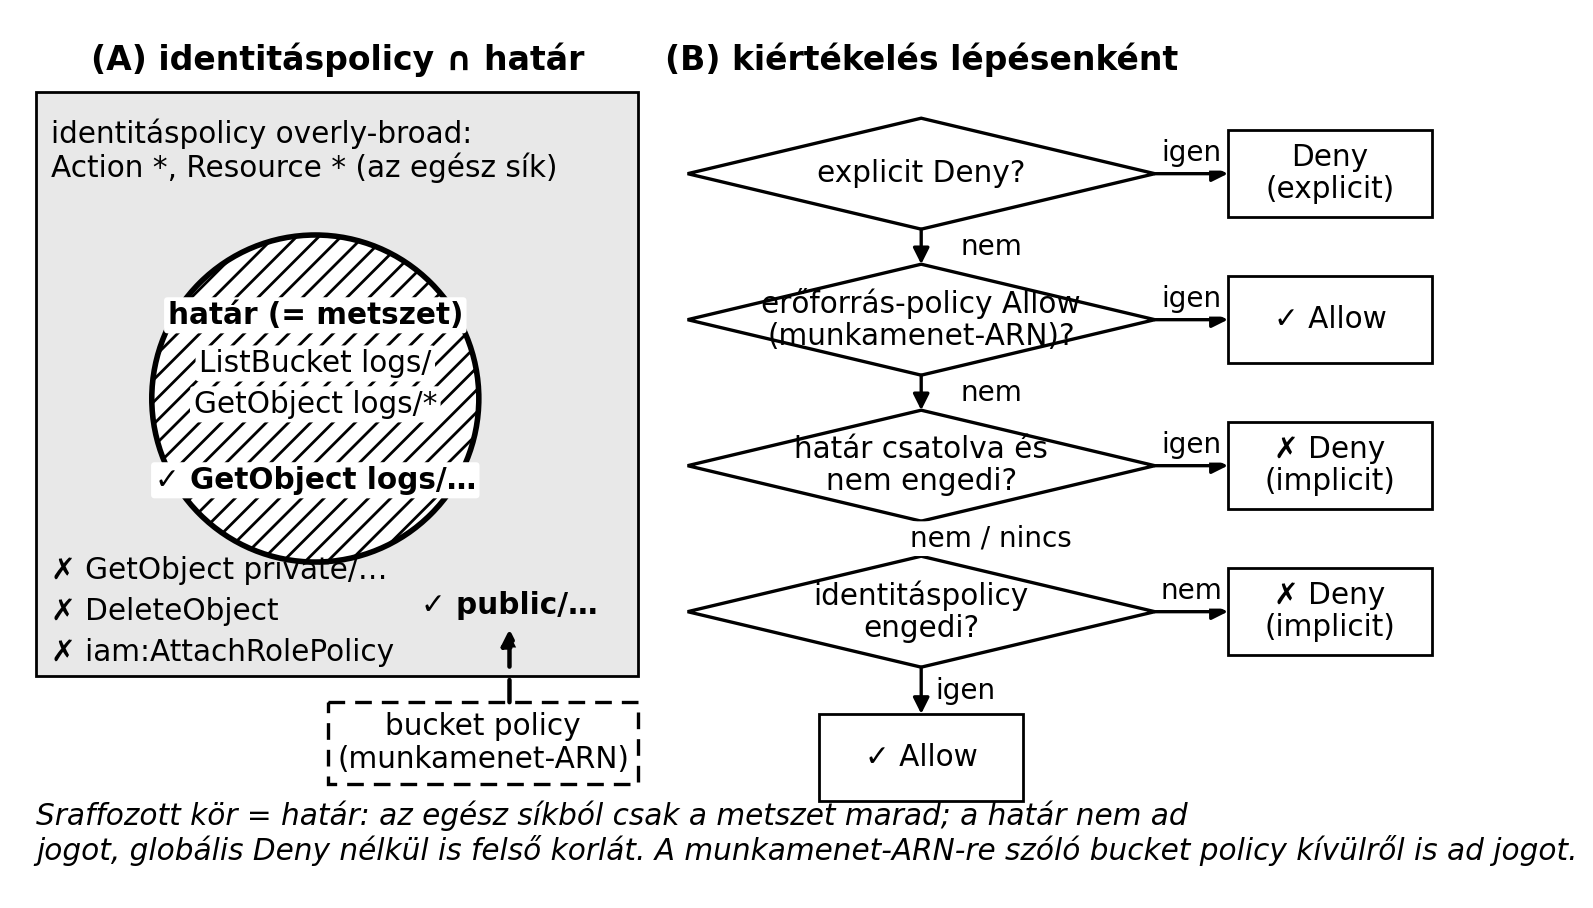 (A) identitáspolicy ∩ határ
identitáspolicy overly-broad:
Action *, Resource * (az egész sík)
határ (= metszet)
ListBucket logs/
GetObject logs/*
✓ GetObject logs/…
✗ GetObject private/…
✗ DeleteObject
✗ iam:AttachRolePolicy
✓ public/…
bucket policy
(munkamenet-ARN)
(B) kiértékelés lépésenként
explicit Deny?
igen
Deny
(explicit)
nem
erőforrás-policy Allow
(munkamenet-ARN)?
igen
✓ Allow
nem
határ csatolva és
nem engedi?
igen
✗ Deny
(implicit)
nem / nincs
identitáspolicy
engedi?
nem
✗ Deny
(implicit)
igen
✓ Allow
Sraffozott kör = határ: az egész síkból csak a metszet marad; a határ nem ad
jogot, globális Deny nélkül is felső korlát. A munkamenet-ARN-re szóló bucket policy kívülről is ad jogot.